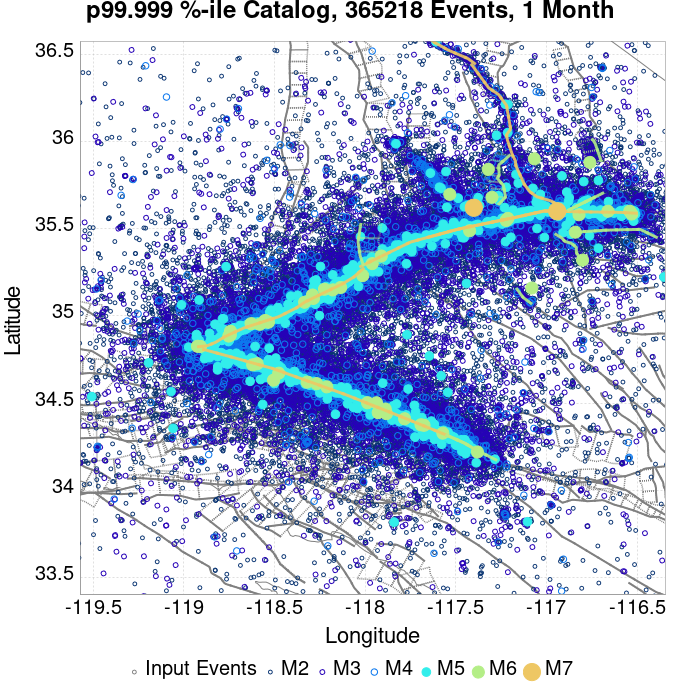 p99.999 %-ile Catalog, 365218 Events, 1 Month
36.5
36
35.5
35
34.5
34
33.5
Latitude
-119.5 -119 -118.5 -118 -117.5 -117 -116.5
Longitude
Input Events M2 M3 M4 M5 M6 M7